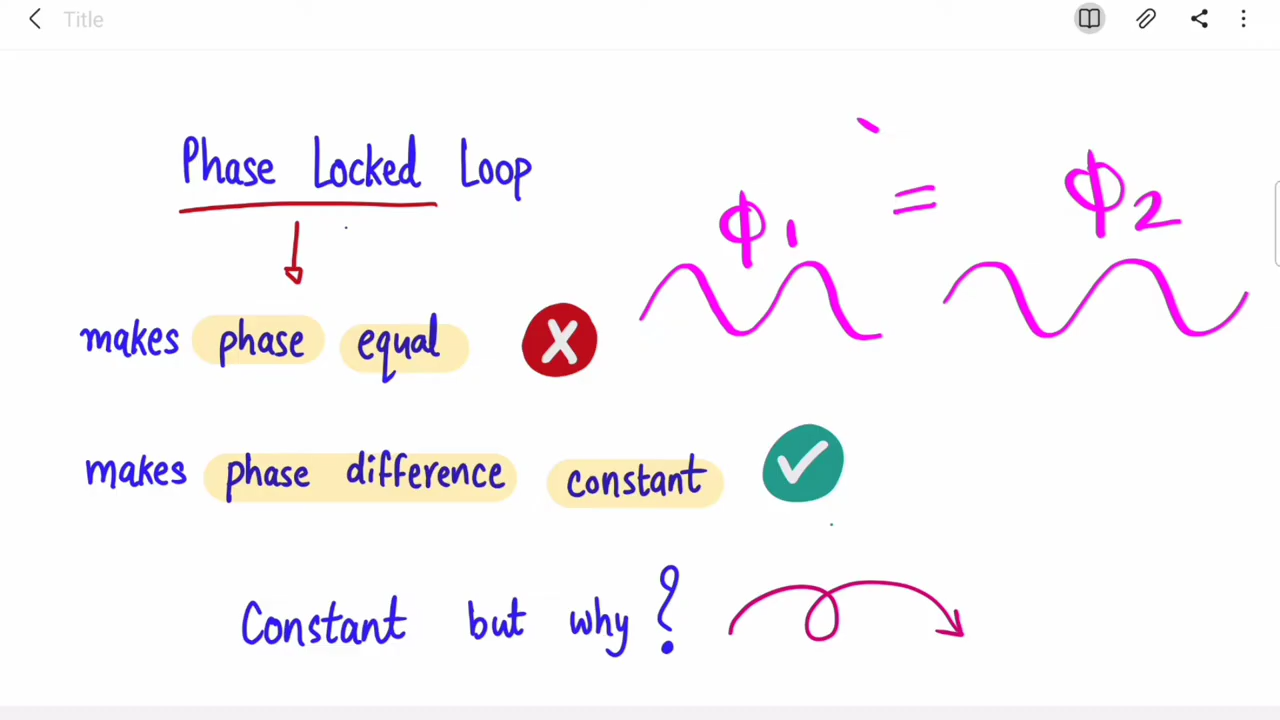 Title
Phase Locked Loop
ϕ1 = ϕ2
makes phase equal X
makes phase difference constant ✓
Constant but why ?